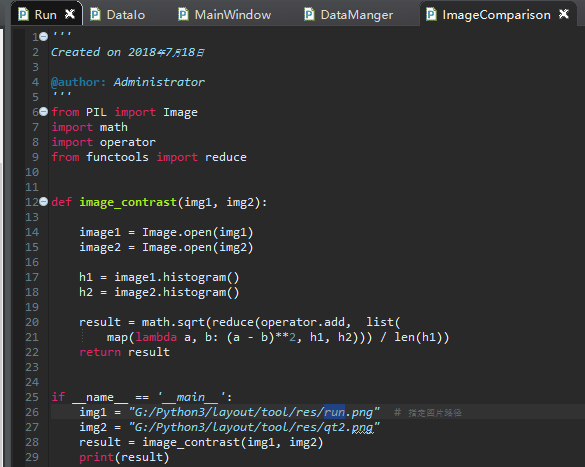 Run
DataIo
MainWindow
DataManger
ImageComparison
1 '''
2 Created on 2018年7月18日
3
4 @author: Administrator
5 '''
6 from PIL import Image
7 import math
8 import operator
9 from functools import reduce
10
11
12 def image_contrast(img1, img2):
13
14     image1 = Image.open(img1)
15     image2 = Image.open(img2)
16
17     h1 = image1.histogram()
18     h2 = image2.histogram()
19
20     result = math.sqrt(reduce(operator.add,  list(
21         map(lambda a, b: (a - b)**2, h1, h2))) / len(h1))
22     return result
23
24
25 if __name__ == '__main__':
26     img1 = "G:/Python3/layout/tool/res/run.png"  # 指定图片路径
27     img2 = "G:/Python3/layout/tool/res/qt2.png"
28     result = image_contrast(img1, img2)
29     print(result)